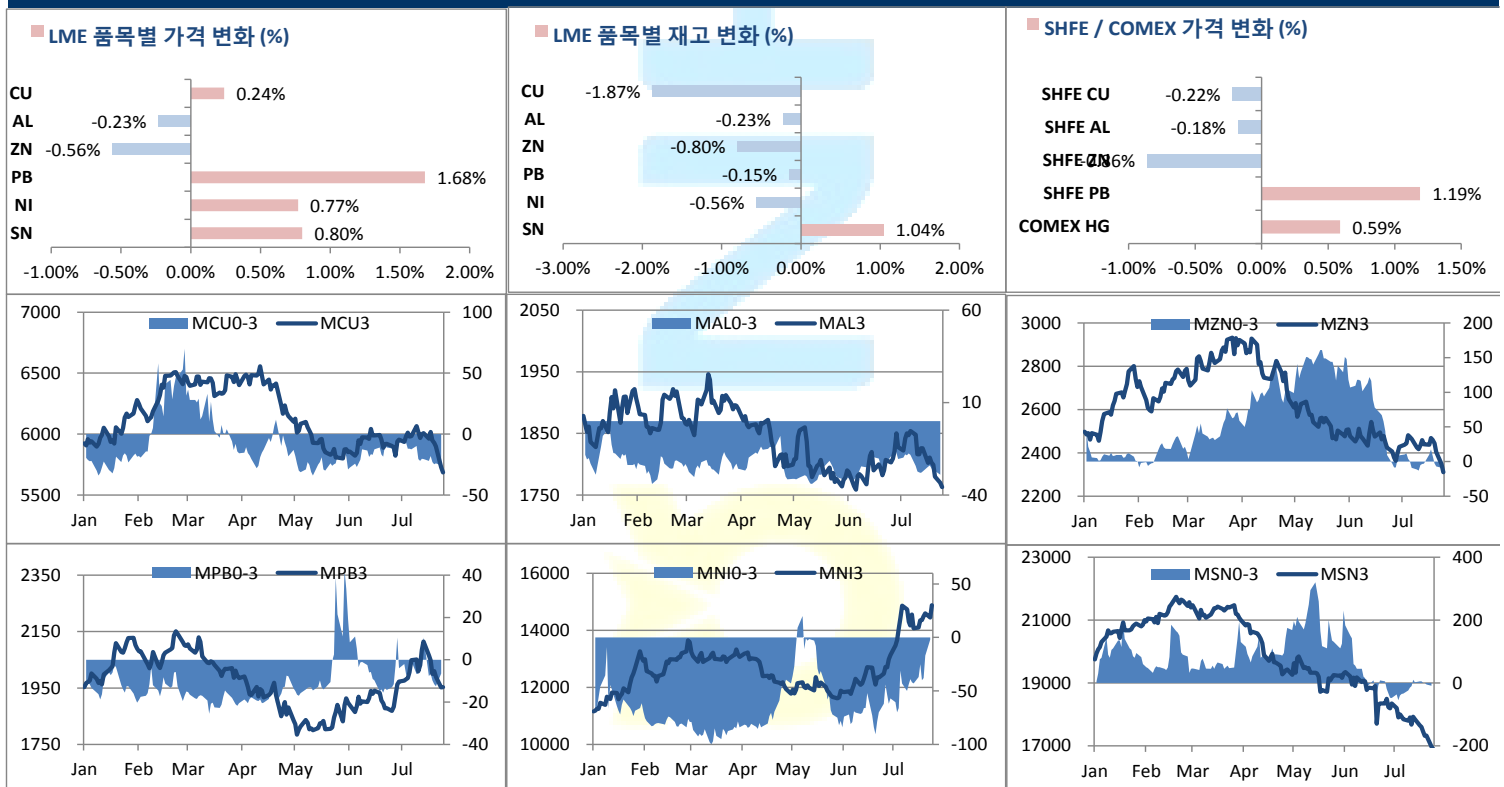 LME 품목별 가격 변화 (%)
CU 0.24%
AL -0.23%
ZN -0.56%
PB 1.68%
NI 0.77%
SN 0.80%
-1.00% -0.50% 0.00% 0.50% 1.00% 1.50% 2.00%
LME 품목별 재고 변화 (%)
CU -1.87%
AL -0.23%
ZN -0.80%
PB -0.15%
NI -0.56%
SN 1.04%
-3.00% -2.00% -1.00% 0.00% 1.00% 2.00%
SHFE / COMEX 가격 변화 (%)
SHFE CU -0.22%
SHFE AL -0.18%
SHFE ZN -0.86%
SHFE PB 1.19%
COMEX HG 0.59%
-1.00% -0.50% 0.00% 0.50% 1.00% 1.50%
MCU0-3 MCU3
7000 100
6500 50
6000 0
5500 -50
Jan Feb Mar Apr May Jun Jul
MAL0-3 MAL3
2050 60
1950
10
1850
1750 -40
Jan Feb Mar Apr May Jun Jul
MZN0-3 MZN3
3000 200
150
2800
100
2600
50
2400
0
2200 -50
Jan Feb Mar Apr May Jun Jul
MPB0-3 MPB3
2350 40
20
2150
0
1950
-20
1750 -40
Jan Feb Mar Apr May Jun Jul
MNI0-3 MNI3
16000
50
14000
0
12000
-50
10000 -100
Jan Feb Mar Apr May Jun Jul
MSN0-3 MSN3
23000 400
21000 200
19000 0
17000 -200
Jan Feb Mar Apr May Jun Jul